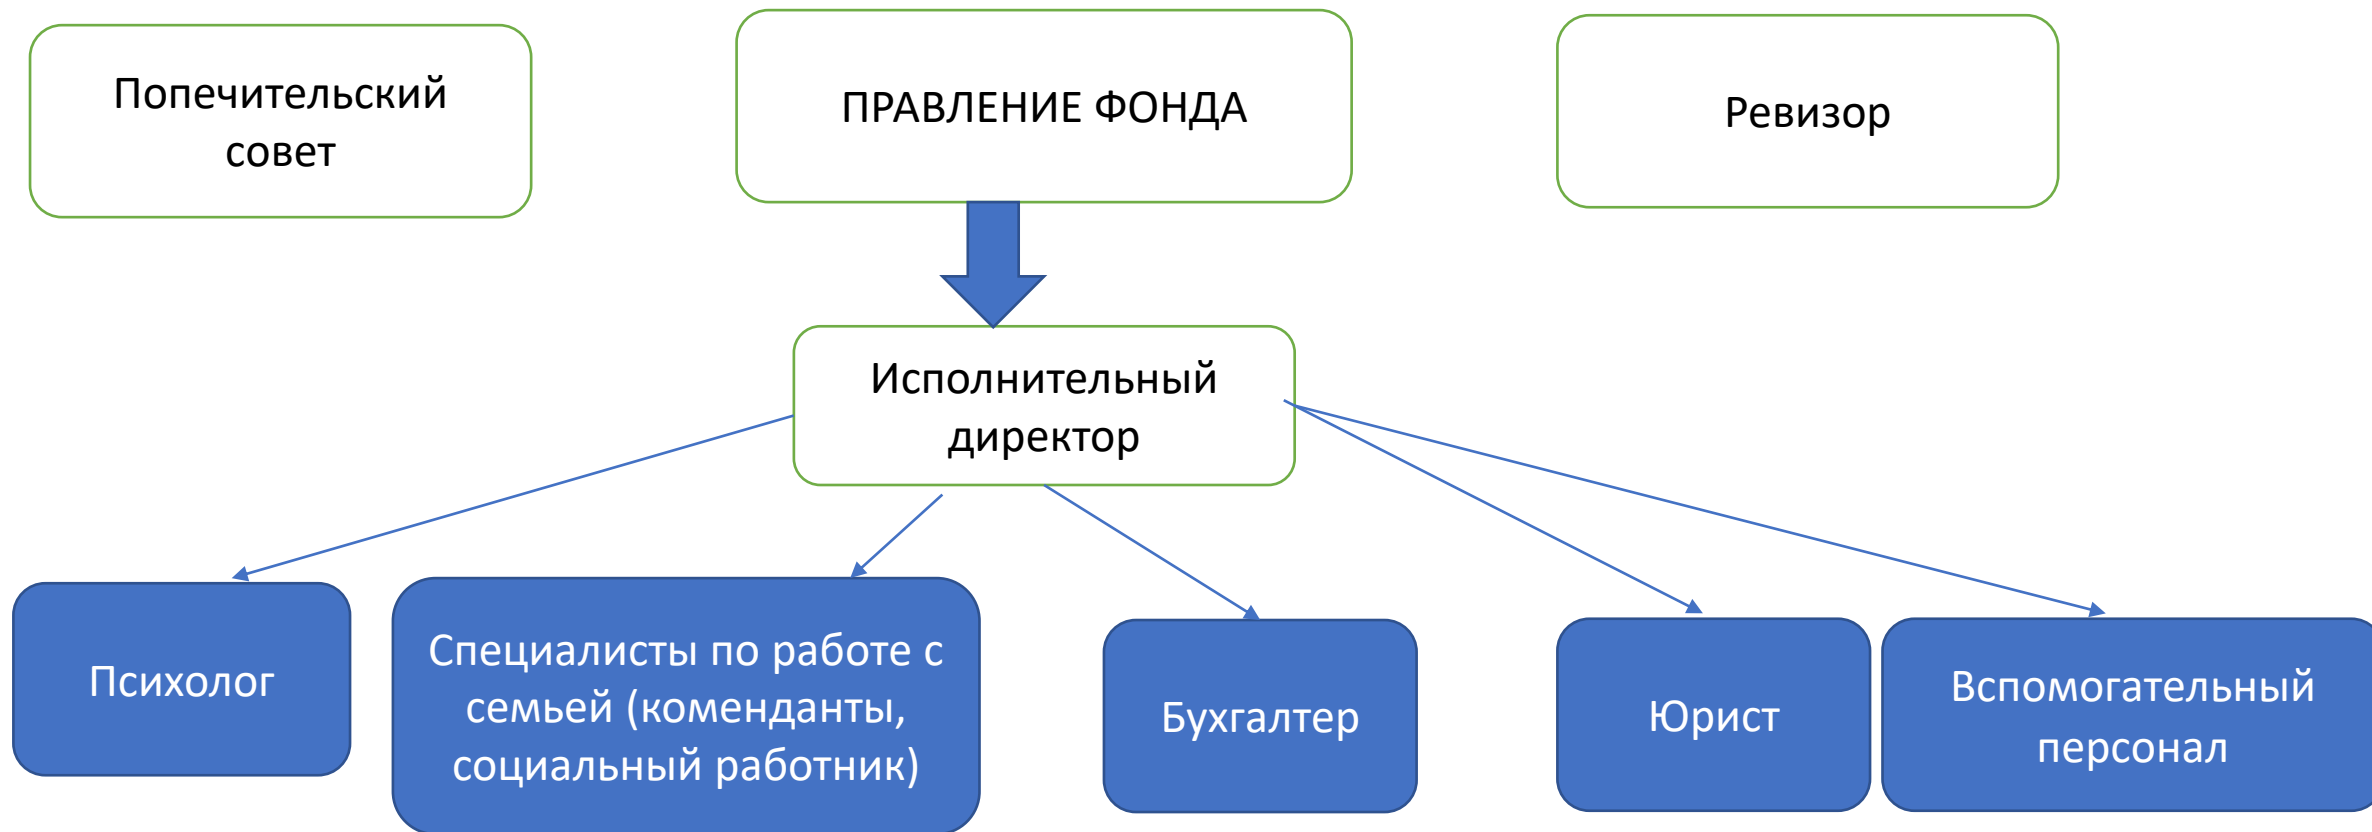 Попечительский
совет
ПРАВЛЕНИЕ ФОНДА
Ревизор
Исполнительный
директор
Психолог
Специалисты по работе с
семьей (коменданты,
социальный работник)
Бухгалтер
Юрист
Вспомогательный
персонал